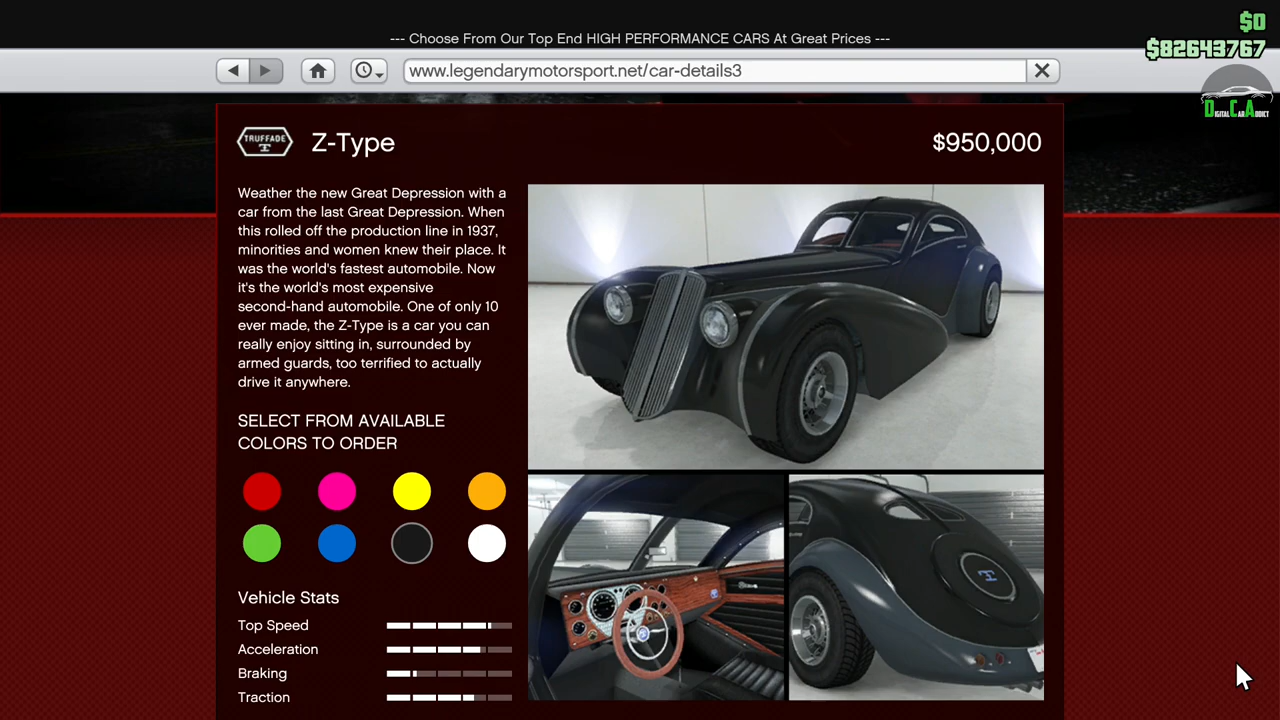 $0
--- Choose From Our Top End HIGH PERFORMANCE CARS At Great Prices ---
$82643767
www.legendarymotorsport.net/car-details3
DIGITAL CAR ADDICT
TRUFFADE
Z-Type
$950,000
Weather the new Great Depression with a
car from the last Great Depression. When
this rolled off the production line in 1937,
minorities and women knew their place. It
was the world's fastest automobile. Now
it's the world's most expensive
second-hand automobile. One of only 10
ever made, the Z-Type is a car you can
really enjoy sitting in, surrounded by
armed guards, too terrified to actually
drive it anywhere.
SELECT FROM AVAILABLE
COLORS TO ORDER
Vehicle Stats
Top Speed
Acceleration
Braking
Traction